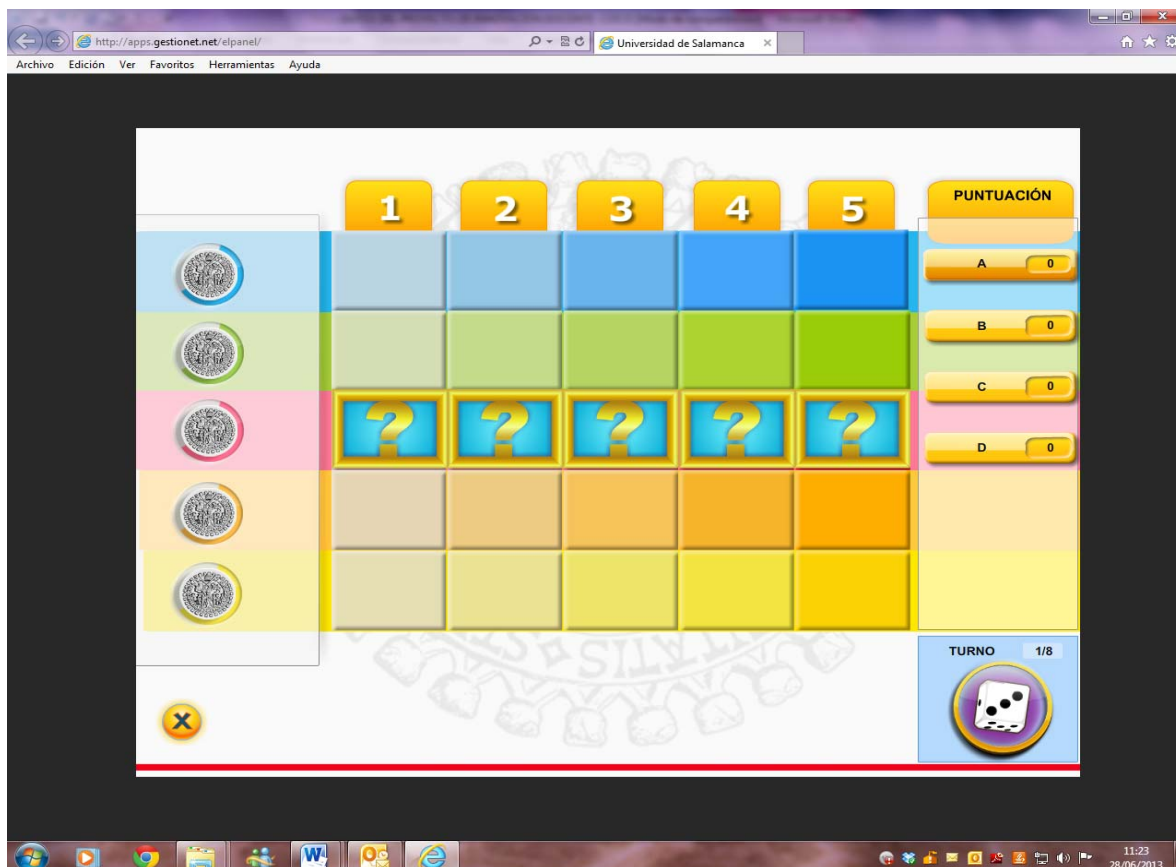 http://apps.gestionet.net/elpanel/
Universidad de Salamanca
Archivo Edición Ver Favoritos Herramientas Ayuda
1 2 3 4 5 PUNTUACIÓN
A 0
B 0
C 0
? ? ? ? ?
D 0
TURNO 1/8
X
11:23
28/06/2013